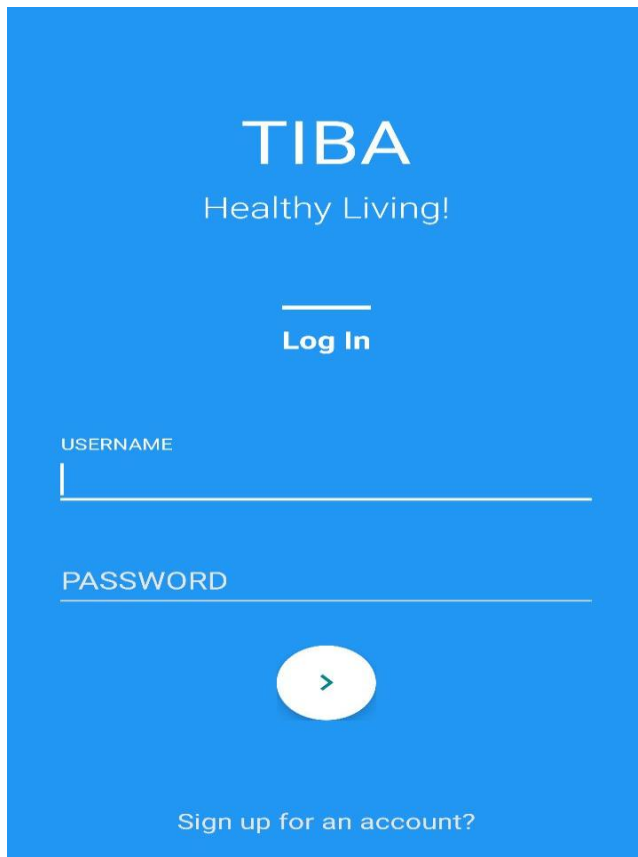 TIBA
Healthy Living!
Log In
USERNAME
PASSWORD
>
Sign up for an account?